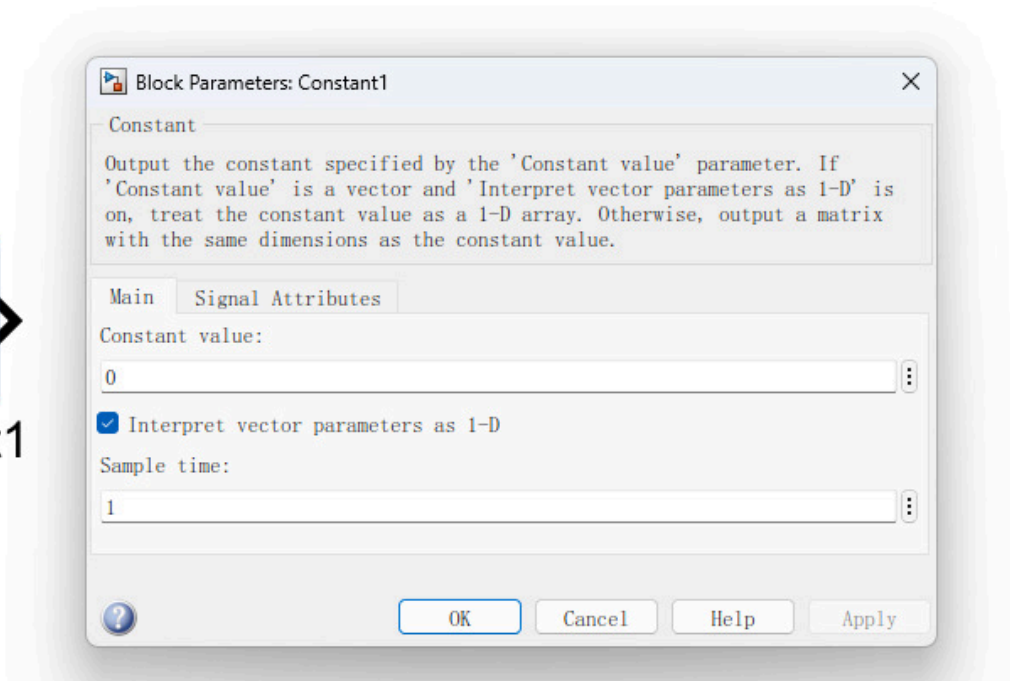 Block Parameters: Constant1
Constant
Output the constant specified by the 'Constant value' parameter. If
'Constant value' is a vector and 'Interpret vector parameters as 1-D' is
on, treat the constant value as a 1-D array. Otherwise, output a matrix
with the same dimensions as the constant value.
Main Signal Attributes
Constant value:
0
Interpret vector parameters as 1-D
Sample time:
1
OK Cancel Help Apply